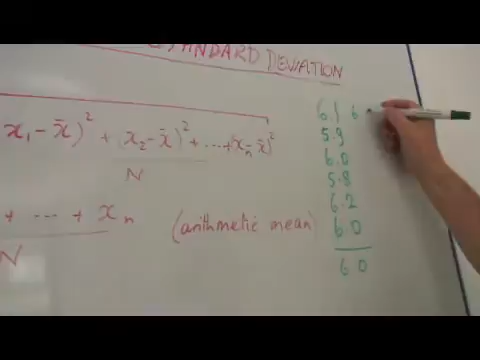 STANDARD DEVIATION
x₁ - x̄)² + (x₂ - x̄)² + ... + (xₙ - x̄)²
N
+ ... + xₙ (arithmetic mean)
N
6.1 6
5.9
6.0
5.8
6.2
6.0
6.0